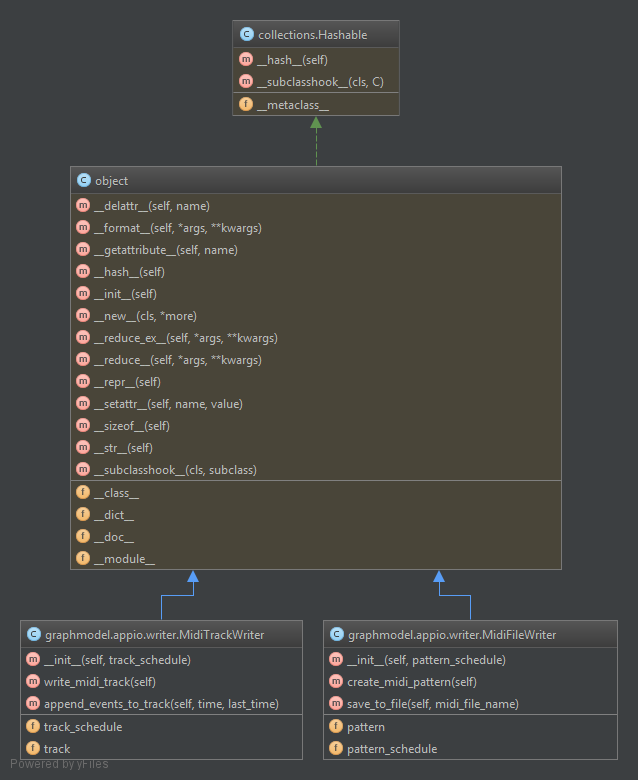 C collections.Hashable
m __hash__(self)
m __subclasshook__(cls, C)
f __metaclass__
C object
m __delattr__(self, name)
m __format__(self, *args, **kwargs)
m __getattribute__(self, name)
m __hash__(self)
m __init__(self)
m __new__(cls, *more)
m __reduce_ex__(self, *args, **kwargs)
m __reduce__(self, *args, **kwargs)
m __repr__(self)
m __setattr__(self, name, value)
m __sizeof__(self)
m __str__(self)
m __subclasshook__(cls, subclass)
f __class__
f __dict__
f __doc__
f __module__
C graphmodel.appio.writer.MidiTrackWriter
m __init__(self, track_schedule)
m write_midi_track(self)
m append_events_to_track(self, time, last_time)
f track_schedule
f track
C graphmodel.appio.writer.MidiFileWriter
m __init__(self, pattern_schedule)
m create_midi_pattern(self)
m save_to_file(self, midi_file_name)
f pattern
f pattern_schedule
Powered by yFiles